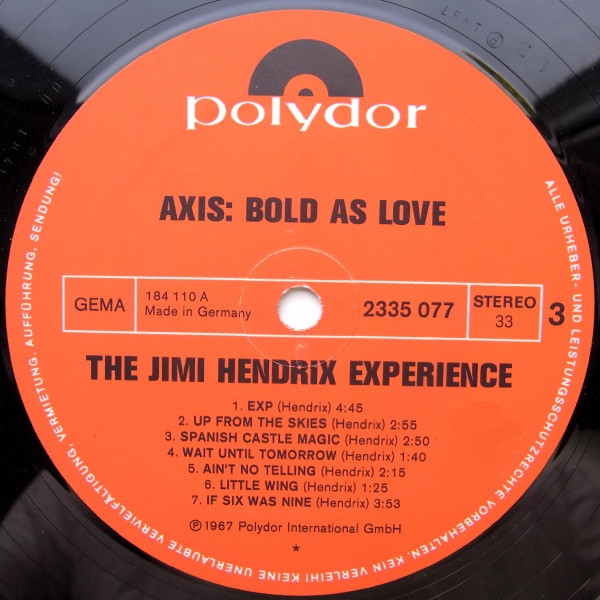 polydor
AXIS: BOLD AS LOVE
GEMA
184 110 A
Made in Germany
2335 077
STEREO
33
3
THE JIMI HENDRIX EXPERIENCE
1. EXP (Hendrix) 4:45
2. UP FROM THE SKIES (Hendrix) 2:55
3. SPANISH CASTLE MAGIC (Hendrix) 2:50
4. WAIT UNTIL TOMORROW (Hendrix) 1:40
5. AIN'T NO TELLING (Hendrix) 2:15
6. LITTLE WING (Hendrix) 1:25
7. IF SIX WAS NINE (Hendrix) 3:53
℗ 1967 Polydor International GmbH
*
ALLE URHEBER- UND LEISTUNGSSCHUTZRECHTE VORBEHALTEN. KEIN VERLEIH! KEINE UNERLAUBTE VERVIELFÄLTIGUNG, VERMIETUNG, AUFFÜHRUNG, SENDUNG!
℗ 1967